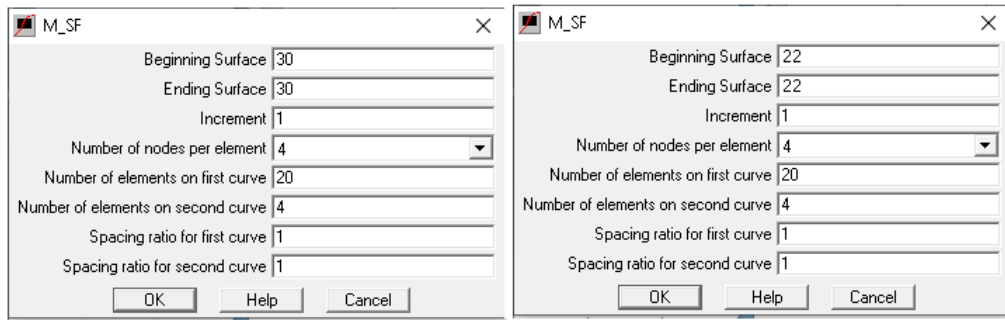 M_SF
Beginning Surface 30
Ending Surface 30
Increment 1
Number of nodes per element 4
Number of elements on first curve 20
Number of elements on second curve 4
Spacing ratio for first curve 1
Spacing ratio for second curve 1
OK Help Cancel
M_SF
Beginning Surface 22
Ending Surface 22
Increment 1
Number of nodes per element 4
Number of elements on first curve 20
Number of elements on second curve 4
Spacing ratio for first curve 1
Spacing ratio for second curve 1
OK Help Cancel